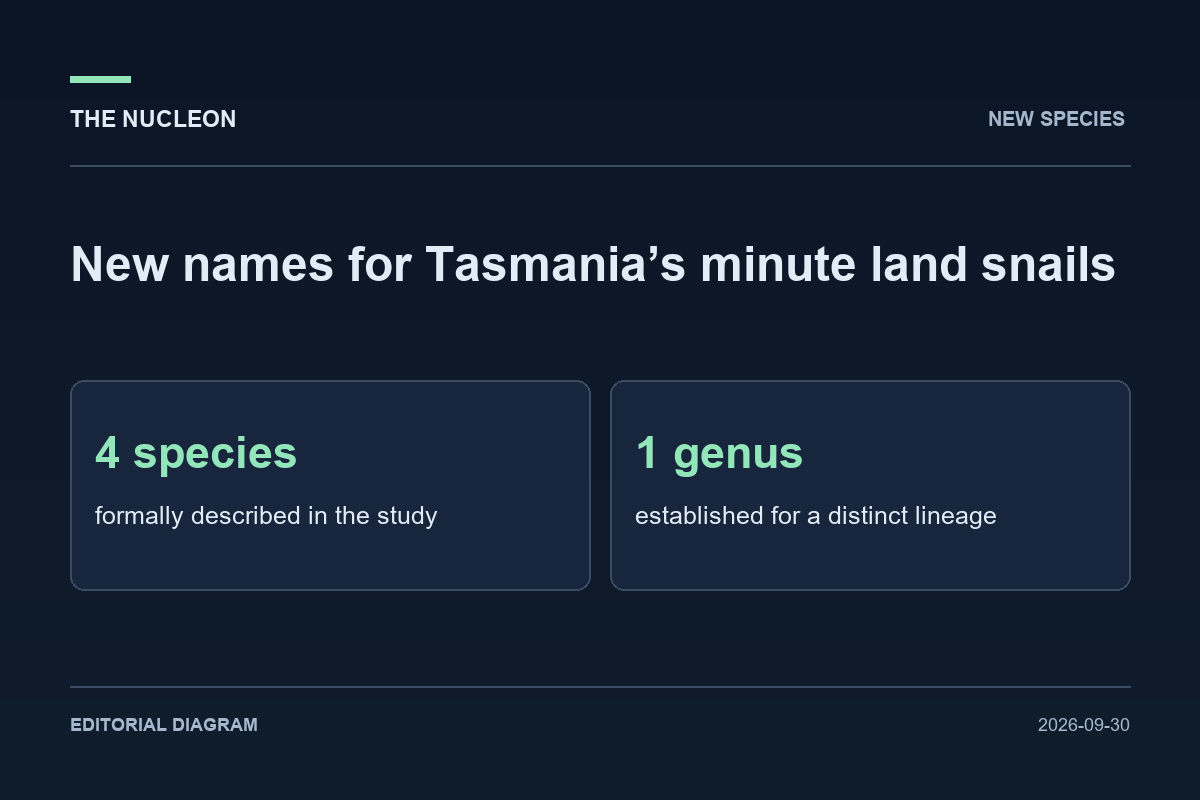 THE NUCLEON
NEW SPECIES
New names for Tasmania’s minute land snails
4 species
formally described in the study
1 genus
established for a distinct lineage
EDITORIAL DIAGRAM
2026-09-30